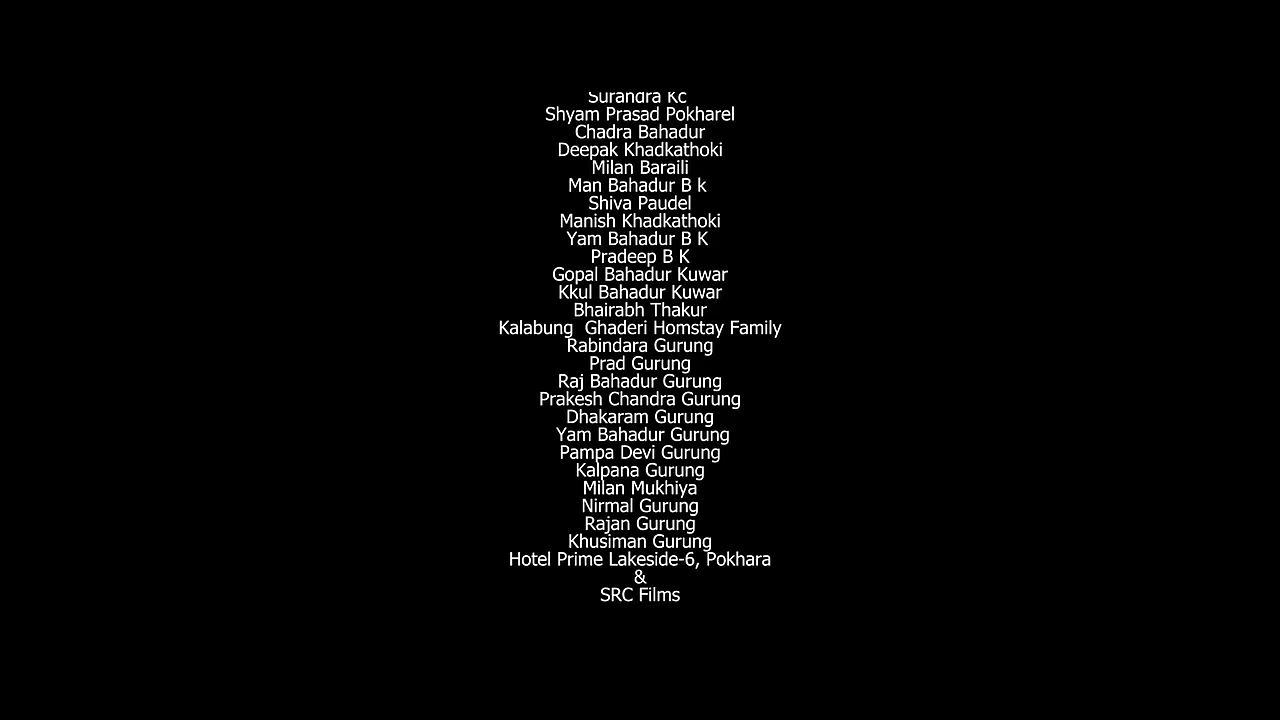 Surandra Kc
Shyam Prasad Pokharel
Chadra Bahadur
Deepak Khadkathoki
Milan Baraili
Man Bahadur B k
Shiva Paudel
Manish Khadkathoki
Yam Bahadur B K
Pradeep B K
Gopal Bahadur Kuwar
Kkul Bahadur Kuwar
Bhairabh Thakur
Kalabung  Ghaderi Homstay Family
Rabindara Gurung
Prad Gurung
Raj Bahadur Gurung
Prakesh Chandra Gurung
Dhakaram Gurung
Yam Bahadur Gurung
Pampa Devi Gurung
Kalpana Gurung
Milan Mukhiya
Nirmal Gurung
Rajan Gurung
Khusiman Gurung
Hotel Prime Lakeside-6, Pokhara
&
SRC Films